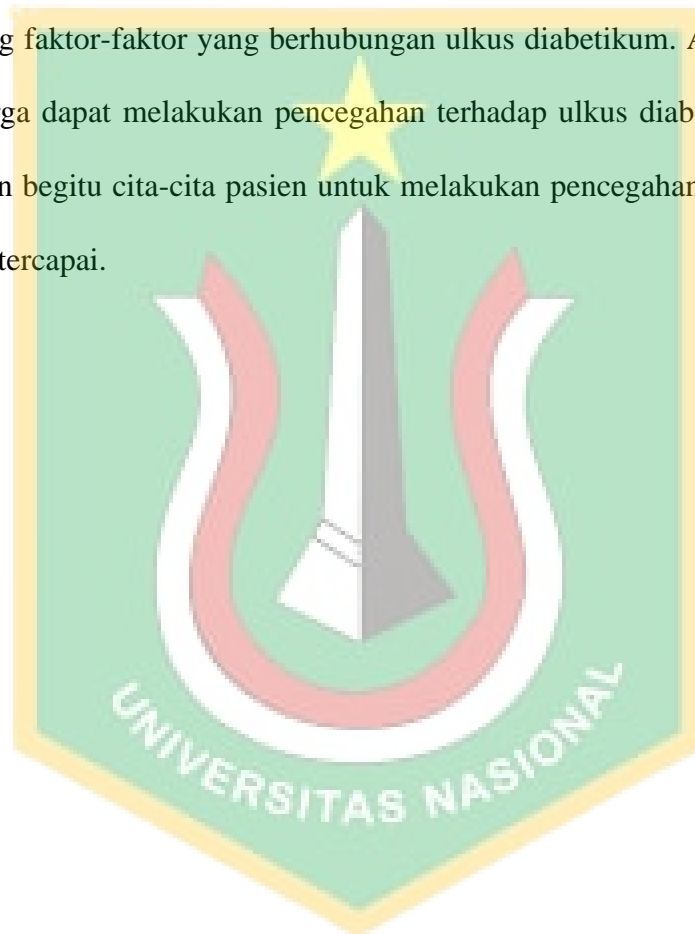 g faktor-faktor yang berhubungan ulkus diabetikum. A
rga dapat melakukan pencegahan terhadap ulkus diab
n begitu cita-cita pasien untuk melakukan pencegahan
tercapai.
UNIVERSITAS NASIONAL